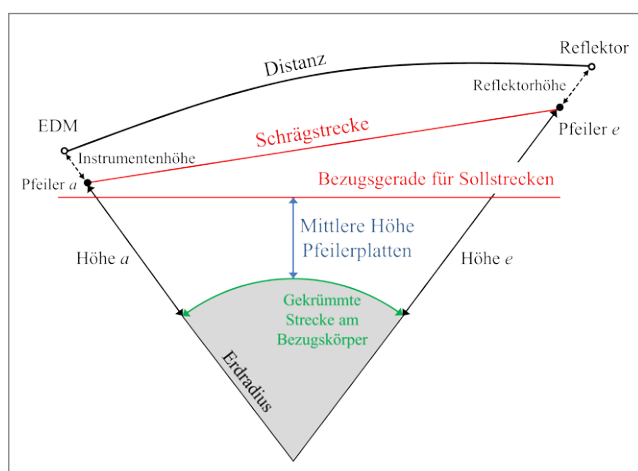 Reflektor
Distanz
Reflektorhöhe
EDM
Pfeiler e
Schrägstrecke
Instrumentenhöhe
Pfeiler a
Bezugsgerade für Sollstrecken
Mittlere Höhe
Pfeilerplatten
Höhe a
Höhe e
Gekrümmte
Strecke am
Bezugskörper
Erdradius